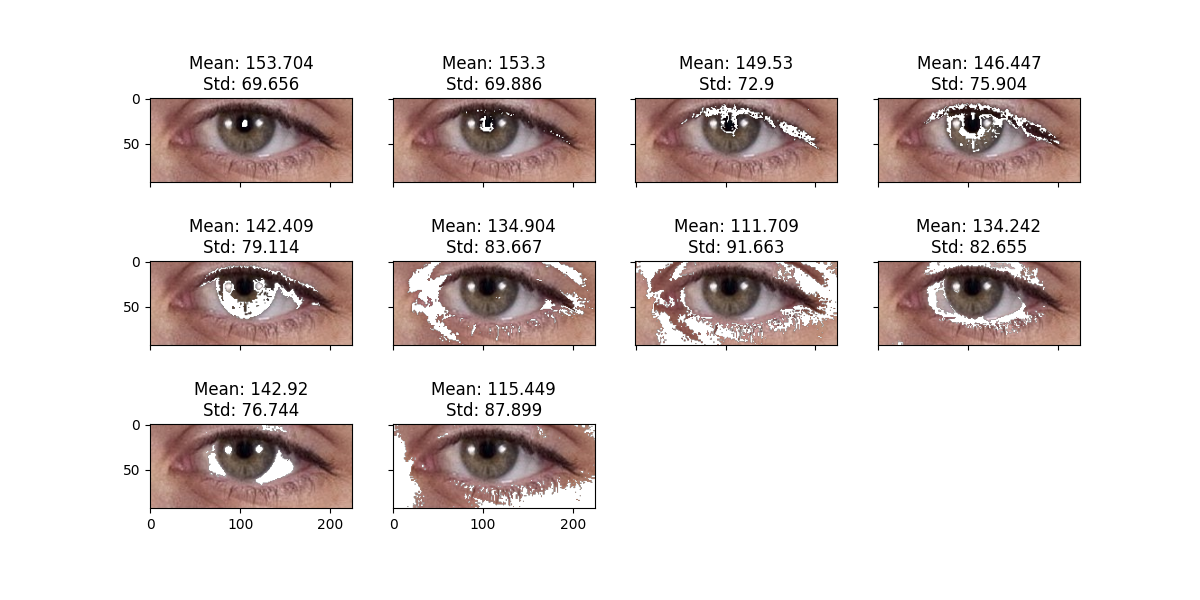 Mean: 153.704
Std: 69.656
Mean: 153.3
Std: 69.886
Mean: 149.53
Std: 72.9
Mean: 146.447
Std: 75.904
0
50
Mean: 142.409
Std: 79.114
Mean: 134.904
Std: 83.667
Mean: 111.709
Std: 91.663
Mean: 134.242
Std: 82.655
0
50
Mean: 142.92
Std: 76.744
Mean: 115.449
Std: 87.899
0
50
0 100 200
0 100 200